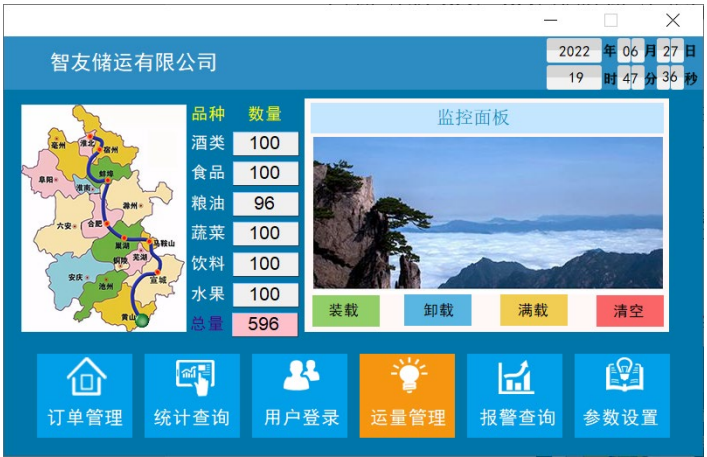 智友储运有限公司
2022 年 06 月 27 日
19 时 47 分 36 秒
亳州 淮北 宿州
阜阳 蚌埠
淮南
滁州
六安 合肥
巢湖 马鞍山
铜陵 芜湖
安庆 池州 宣城
黄山
品种 数量
酒类 100
食品 100
粮油 96
蔬菜 100
饮料 100
水果 100
总量 596
监控面板
装载 卸载 满载 清空
订单管理 统计查询 用户登录 运量管理 报警查询 参数设置